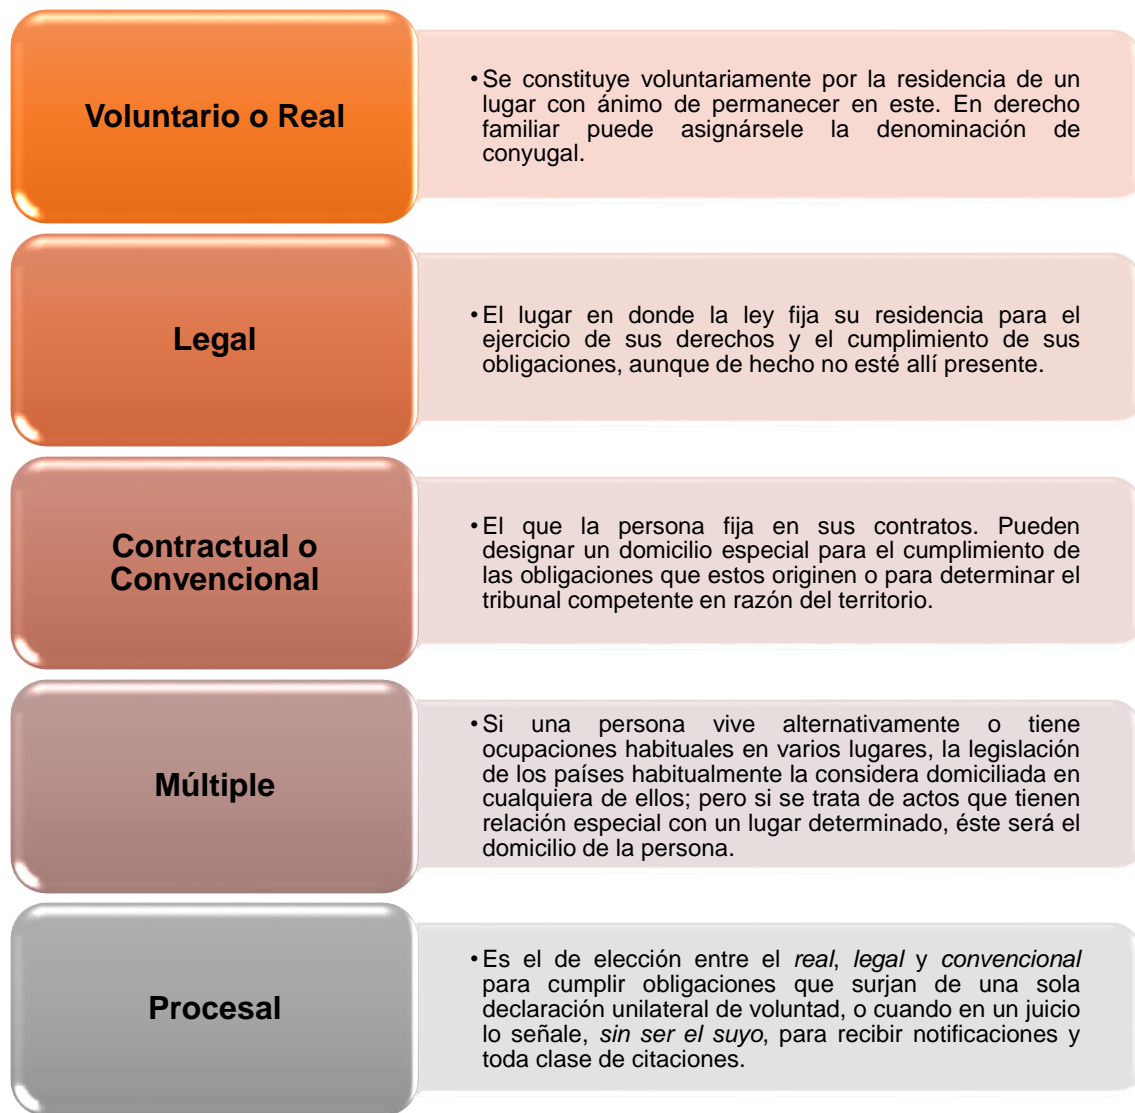 Voluntario o Real
•Se constituye voluntariamente por la residencia de un
lugar con ánimo de permanecer en este. En derecho
familiar puede asignársele la denominación de
conyugal.
Legal
•El lugar en donde la ley fija su residencia para el
ejercicio de sus derechos y el cumplimiento de sus
obligaciones, aunque de hecho no esté allí presente.
Contractual o
Convencional
•El que la persona fija en sus contratos. Pueden
designar un domicilio especial para el cumplimiento de
las obligaciones que estos originen o para determinar el
tribunal competente en razón del territorio.
Múltiple
•Si una persona vive alternativamente o tiene
ocupaciones habituales en varios lugares, la legislación
de los países habitualmente la considera domiciliada en
cualquiera de ellos; pero si se trata de actos que tienen
relación especial con un lugar determinado, éste será el
domicilio de la persona.
Procesal
•Es el de elección entre el real, legal y convencional
para cumplir obligaciones que surjan de una sola
declaración unilateral de voluntad, o cuando en un juicio
lo señale, sin ser el suyo, para recibir notificaciones y
toda clase de citaciones.